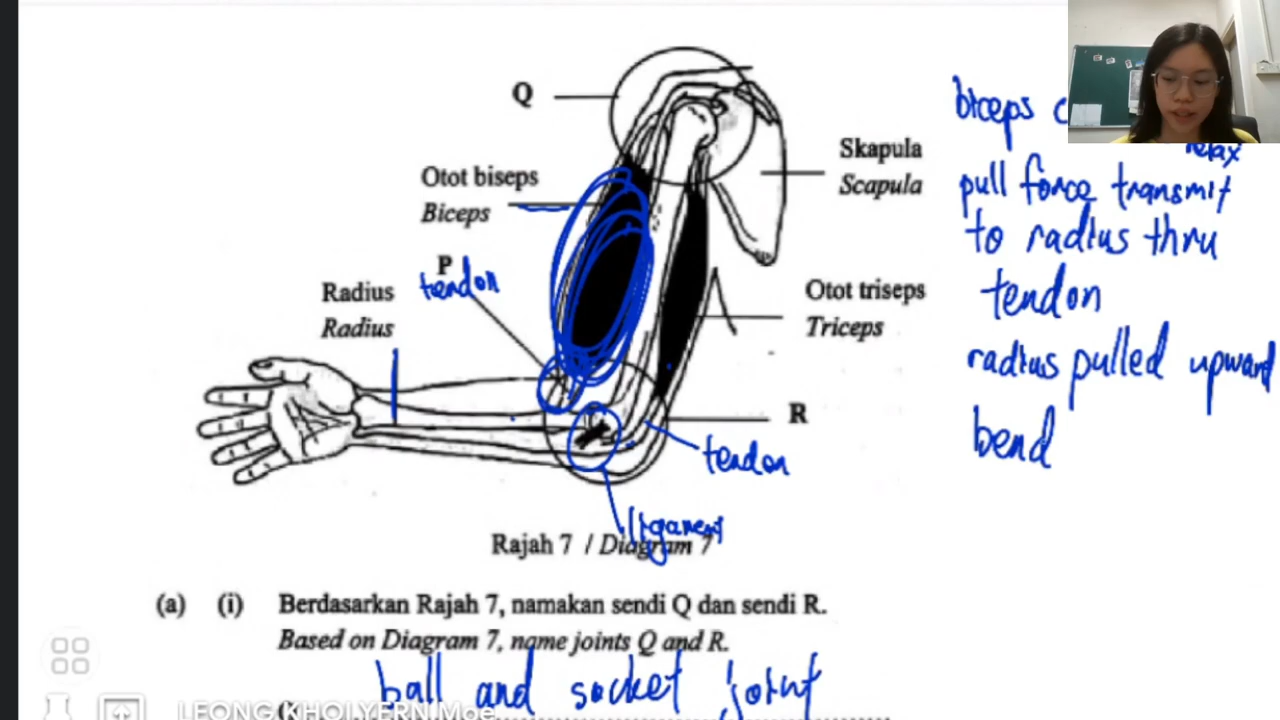 Q
biceps
relax
Skapula
Scapula
Otot biseps
Biceps
pull force transmit
to radius thru
tendon
P
tendon
Radius
Radius
Otot triseps
Triceps
radius pulled upward
bend
R
tendon
ligament
Rajah 7 / Diagram 7
(a) (i) Berdasarkan Rajah 7, namakan sendi Q dan sendi R.
Based on Diagram 7, name joints Q and R.
ball and socket joint